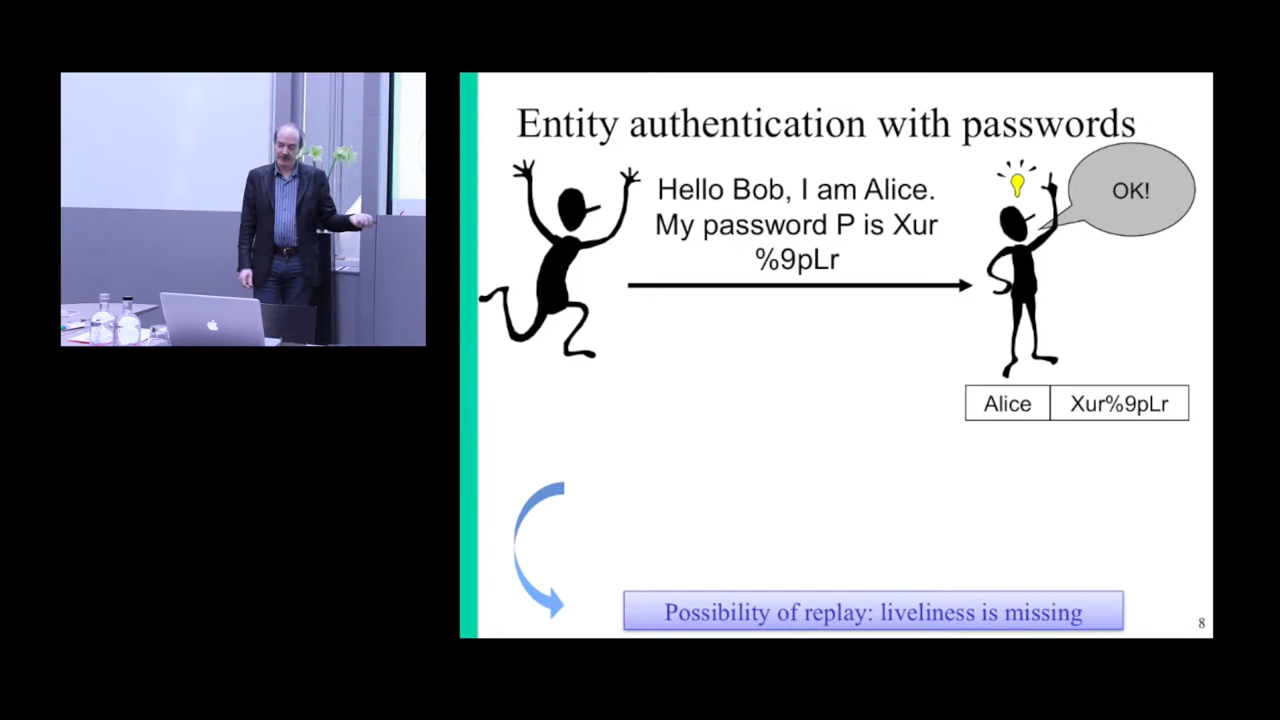 Entity authentication with passwords
Hello Bob, I am Alice.
My password P is Xur
%9pLr
OK!
Alice Xur%9pLr
Possibility of replay: liveliness is missing
8